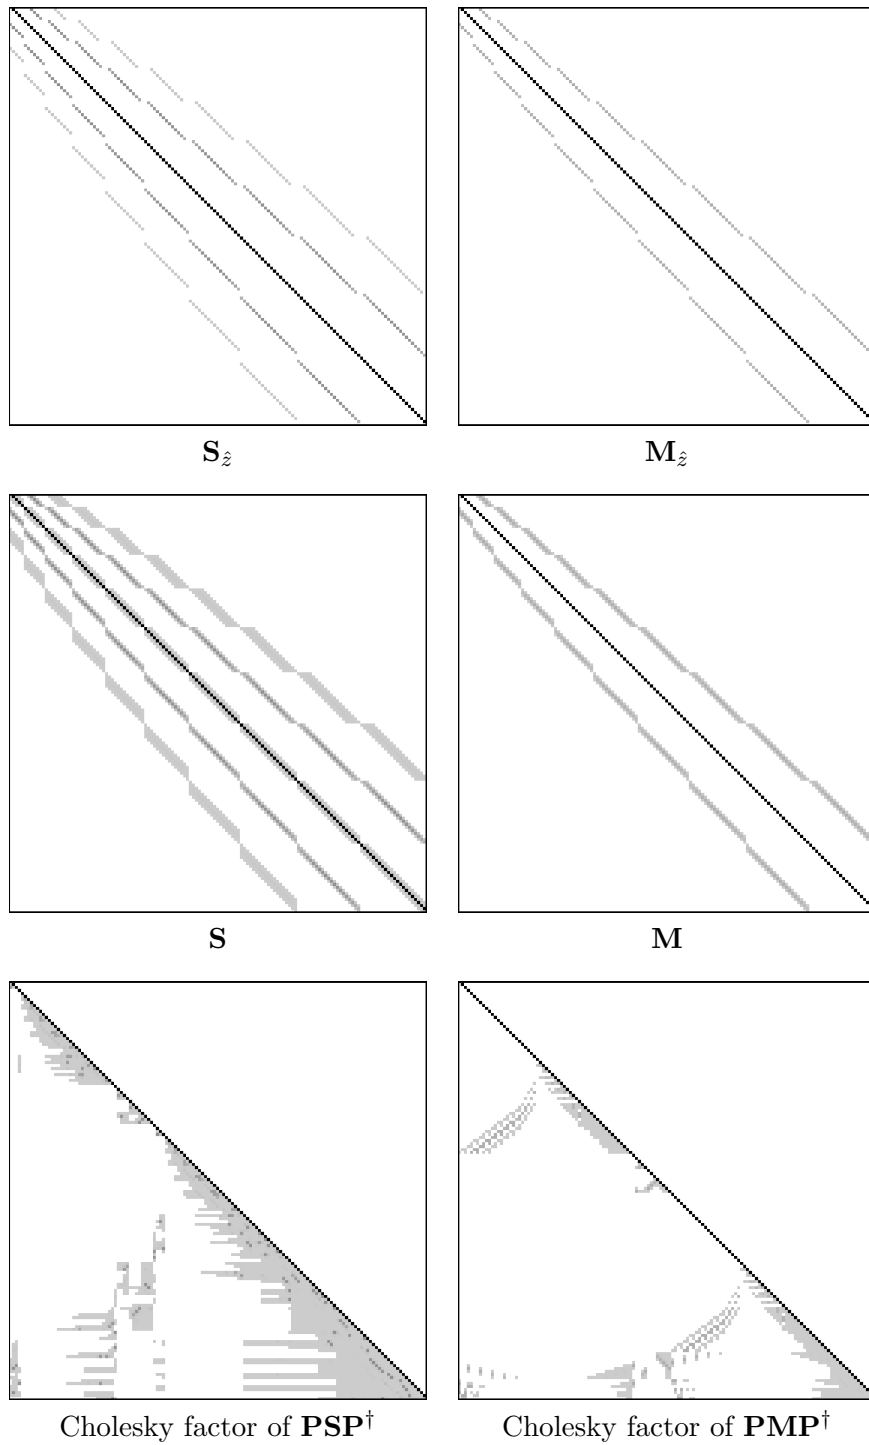 S_ẑ
M_ẑ
S
M
Cholesky factor of PSP†
Cholesky factor of PMP†